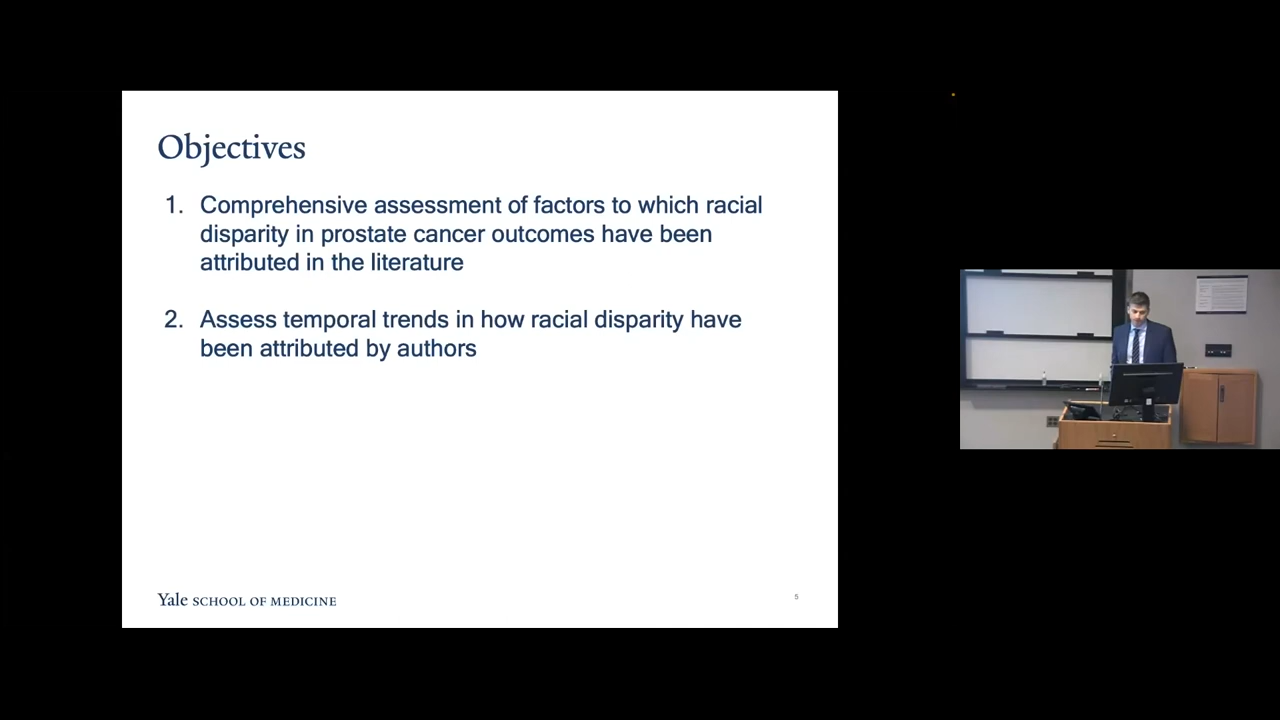 Objectives
1. Comprehensive assessment of factors to which racial
disparity in prostate cancer outcomes have been
attributed in the literature
2. Assess temporal trends in how racial disparity have
been attributed by authors
Yale SCHOOL OF MEDICINE
5